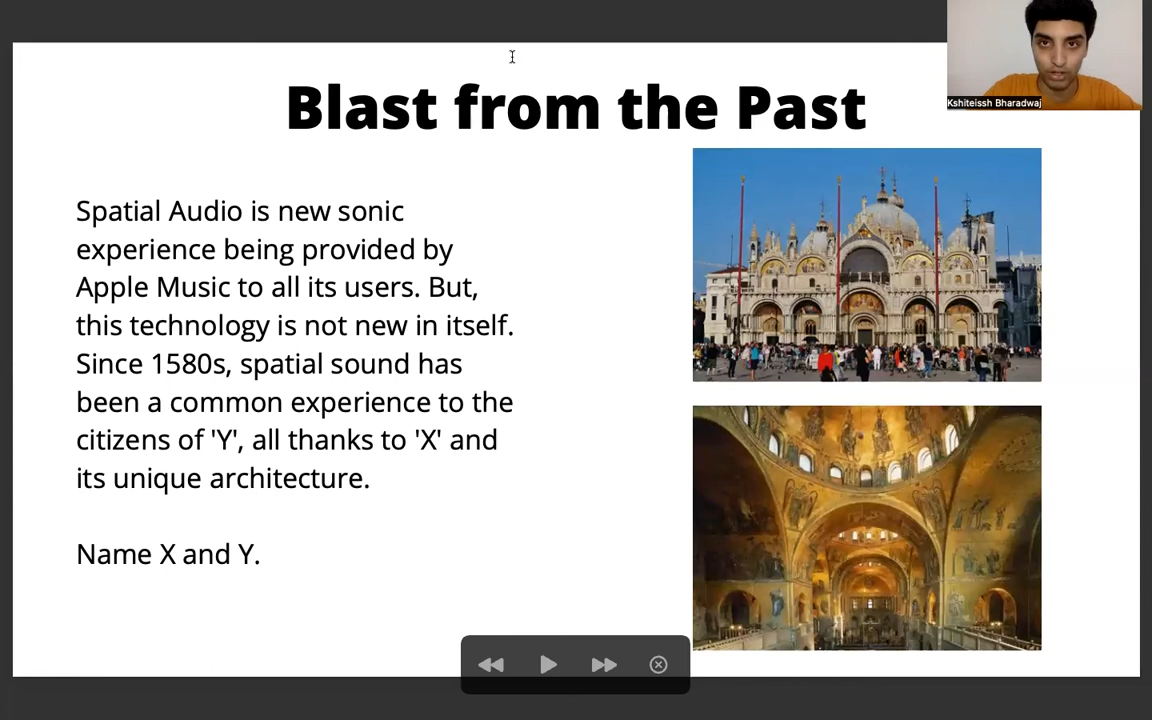 Blast from the Past
Kshiteissh Bharadwaj
Spatial Audio is new sonic
experience being provided by
Apple Music to all its users. But,
this technology is not new in itself.
Since 1580s, spatial sound has
been a common experience to the
citizens of 'Y', all thanks to 'X' and
its unique architecture.
Name X and Y.